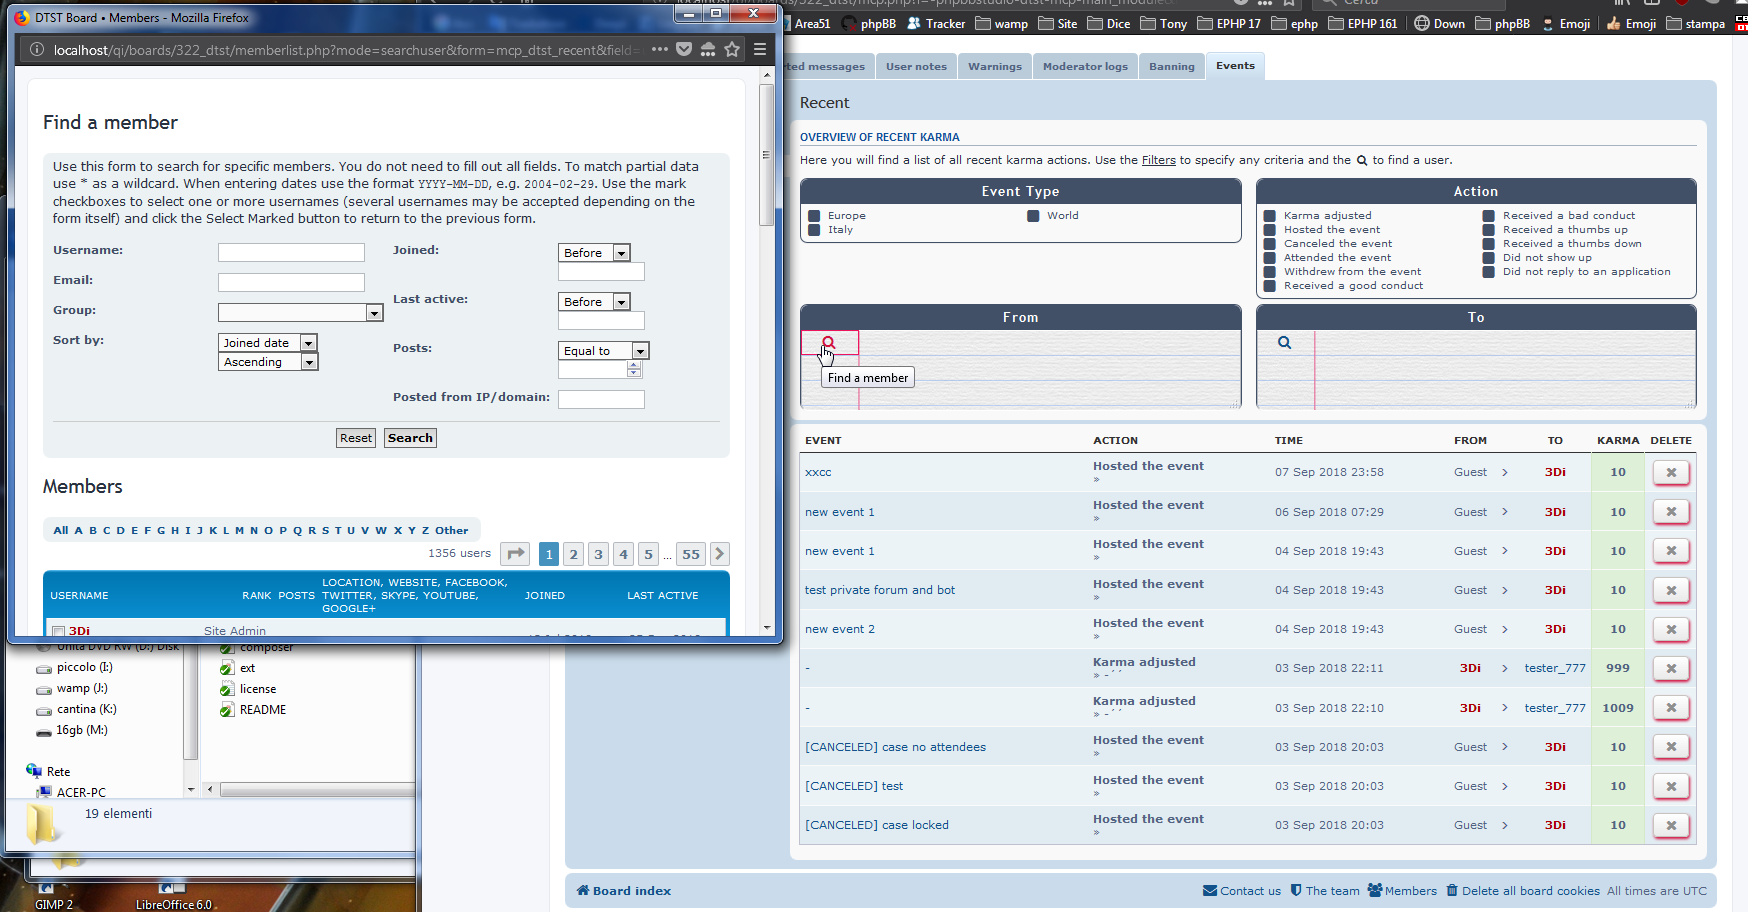 DTST Board • Members - Mozilla Firefox
localhost/qi/boards/322_dtst/memberlist.php?mode=searchuser&form=mcp_dtst_recent&field=
Find a member
Use this form to search for specific members. You do not need to fill out all fields. To match partial data
use * as a wildcard. When entering dates use the format YYYY-MM-DD, e.g. 2004-02-29. Use the mark
checkboxes to select one or more usernames (several usernames may be accepted depending on the
form itself) and click the Select Marked button to return to the previous form.
Username:
Email:
Group:
Sort by: Joined date
Ascending
Joined: Before
Last active: Before
Posts: Equal to
Posted from IP/domain:
Reset Search
Members
All A B C D E F G H I J K L M N O P Q R S T U V W X Y Z Other
1356 users 1 2 3 4 5 ... 55
USERNAME RANK POSTS LOCATION, WEBSITE, FACEBOOK, TWITTER, SKYPE, YOUTUBE, GOOGLE+ JOINED LAST ACTIVE
3Di Site Admin
Unità DVD RW (D:) Disk
piccolo (I:)
wamp (J:)
cantina (K:)
16gb (M:)
Rete
ACER-PC
composer
ext
license
README
19 elementi
GIMP 2
LibreOffice 6.0
Cerca
Area51 phpBB Tracker wamp Site Dice Tony EPHP 17 ephp EPHP 161 Down phpBB Emoji Emoji stampa
rted messages User notes Warnings Moderator logs Banning Events
Recent
OVERVIEW OF RECENT KARMA
Here you will find a list of all recent karma actions. Use the Filters to specify any criteria and the to find a user.
Event Type
Europe World
Italy
Action
Karma adjusted Received a bad conduct
Hosted the event Received a thumbs up
Canceled the event Received a thumbs down
Attended the event Did not show up
Withdrew from the event Did not reply to an application
Received a good conduct
From
Find a member
To
EVENT ACTION TIME FROM TO KARMA DELETE
xxcc Hosted the event » 07 Sep 2018 23:58 Guest > 3Di 10
new event 1 Hosted the event » 06 Sep 2018 07:29 Guest > 3Di 10
new event 1 Hosted the event » 04 Sep 2018 19:43 Guest > 3Di 10
test private forum and bot Hosted the event » 04 Sep 2018 19:43 Guest > 3Di 10
new event 2 Hosted the event » 04 Sep 2018 19:43 Guest > 3Di 10
- Karma adjusted » -´´ 03 Sep 2018 22:11 3Di > tester_777 999
- Karma adjusted » -´´ 03 Sep 2018 22:10 3Di > tester_777 1009
[CANCELED] case no attendees Hosted the event » 03 Sep 2018 20:03 Guest > 3Di 10
[CANCELED] test Hosted the event » 03 Sep 2018 20:03 Guest > 3Di 10
[CANCELED] case locked Hosted the event » 03 Sep 2018 20:03 Guest > 3Di 10
Board index Contact us The team Members Delete all board cookies All times are UTC